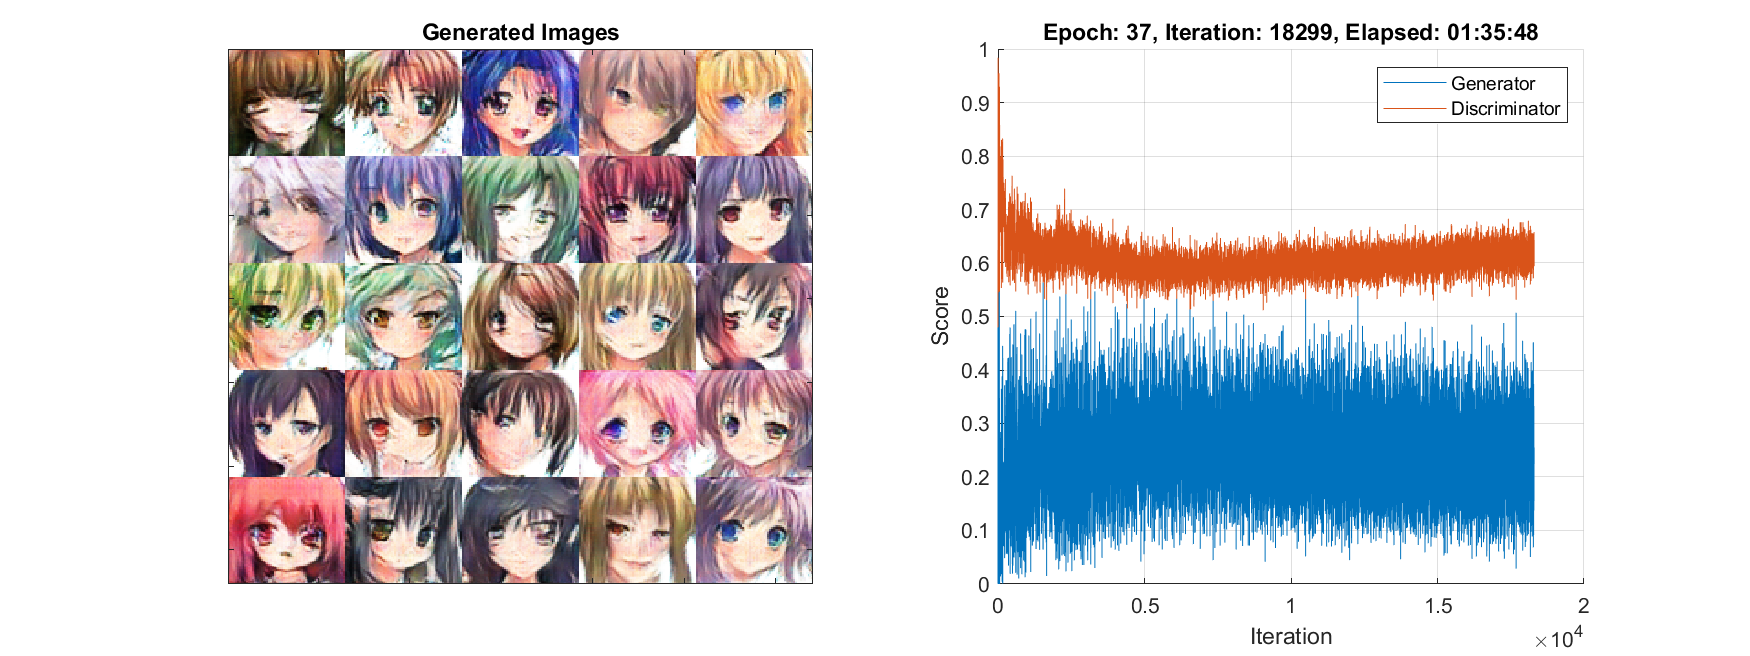 Generated Images
Epoch: 37, Iteration: 18299, Elapsed: 01:35:48
Generator
Discriminator
Score
1
0.9
0.8
0.7
0.6
0.5
0.4
0.3
0.2
0.1
0
0 0.5 1 1.5 2
Iteration
×10⁴